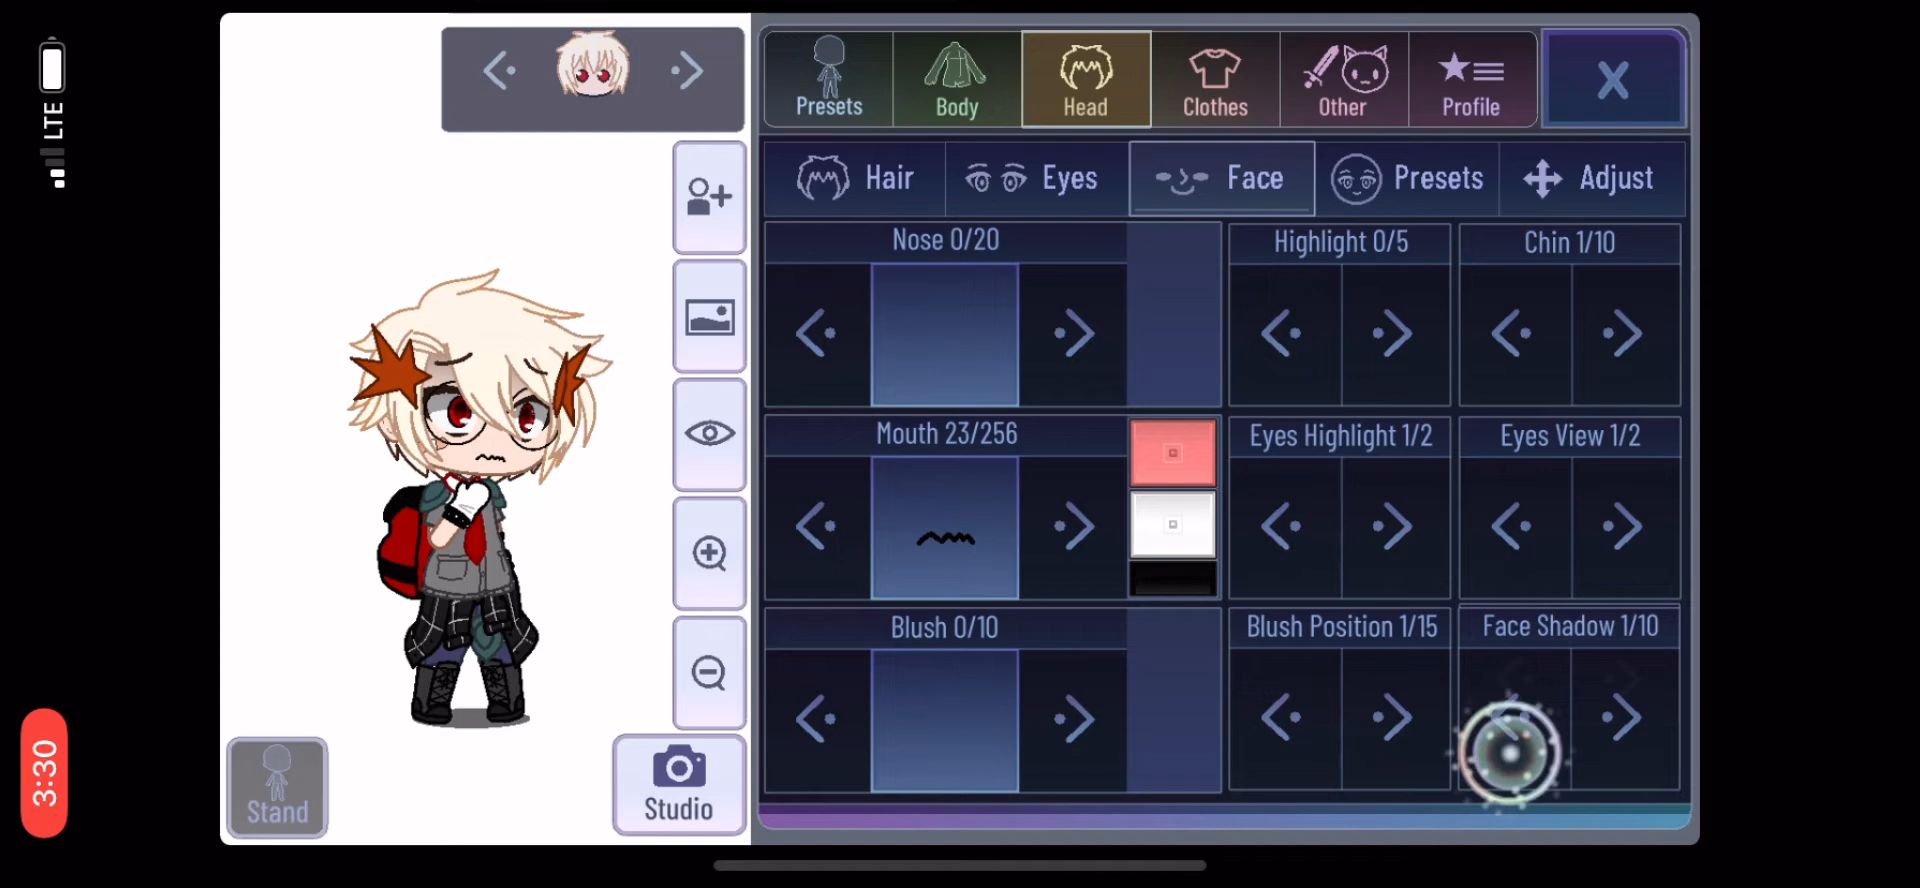 LTE
3:30
Presets
Body
Head
Clothes
Other
Profile
X
Hair
Eyes
Face
Presets
Adjust
Nose 0/20
Highlight 0/5
Chin 1/10
Mouth 23/256
Eyes Highlight 1/2
Eyes View 1/2
Blush 0/10
Blush Position 1/15
Face Shadow 1/10
Stand
Studio